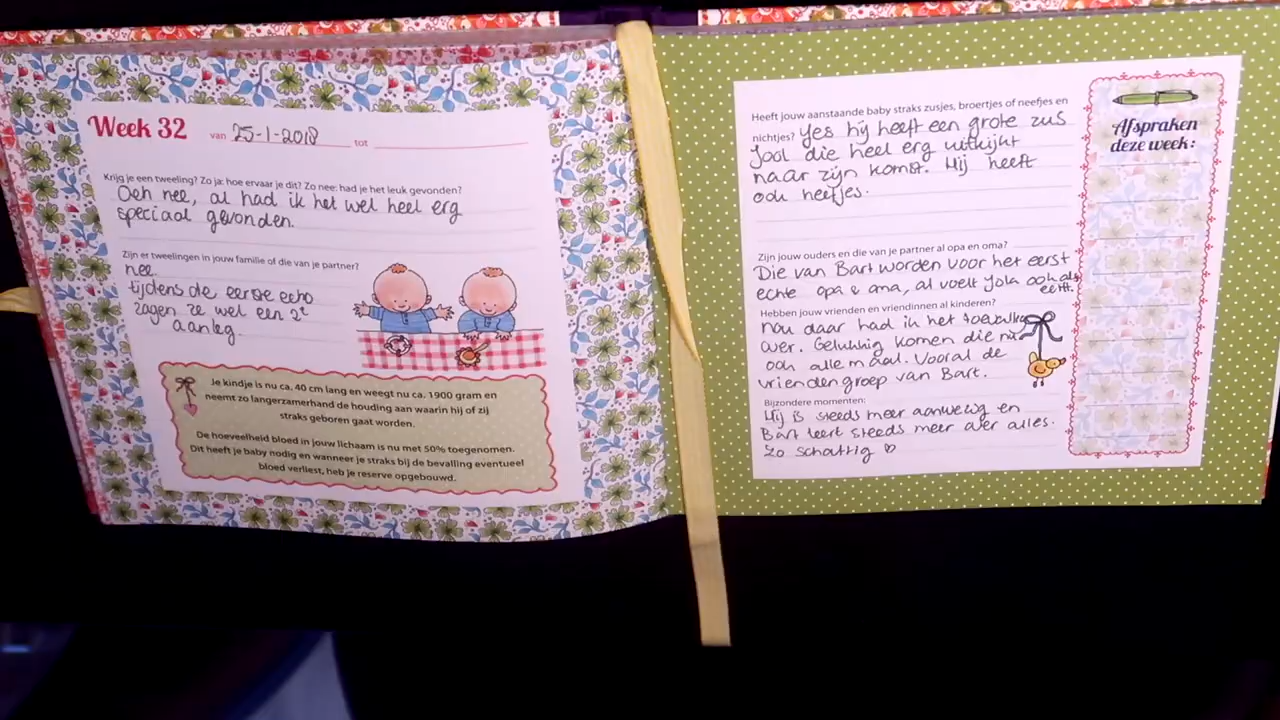 Week 32 van 25-1-2018 tot
Krijg je een tweeling? Zo ja: hoe ervaar je dit? Zo nee: had je het leuk gevonden?
Oeh nee, al had ik het wel heel erg
speciaal gevonden.
Zijn er tweelingen in jouw familie of die van je partner?
nee.
tijdens de eerste echo
zagen ze wel een 2e
aanleg.
Je kindje is nu ca. 40 cm lang en weegt nu ca. 1900 gram en
neemt zo langerzamerhand de houding aan waarin hij of zij
straks geboren gaat worden.
De hoeveelheid bloed in jouw lichaam is nu met 50% toegenomen.
Dit heeft je baby nodig en wanneer je straks bij de bevalling eventueel
bloed verliest, heb je reserve opgebouwd.
Heeft jouw aanstaande baby straks zusjes, broertjes of neefjes en
nichtjes? Yes hij heeft een grote zus
die heel erg uitkijkt
naar zijn komst. Hij heeft
ook neefjes.
Zijn jouw ouders en die van je partner al opa en oma?
Die van Bart worden voor het eerst
echte opa & oma, al voelt ook als
eerst.
Hebben jouw vrienden en vriendinnen al kinderen?
nou daar had ik het toevallig
over. Gelukkig komen die nu
ook allemaal. Vooral de
vriendengroep van Bart.
Bijzondere momenten:
Hij is steeds meer aanwezig en
Bart leert steeds meer over alles.
zo schattig ♡
Afspraken
deze week: